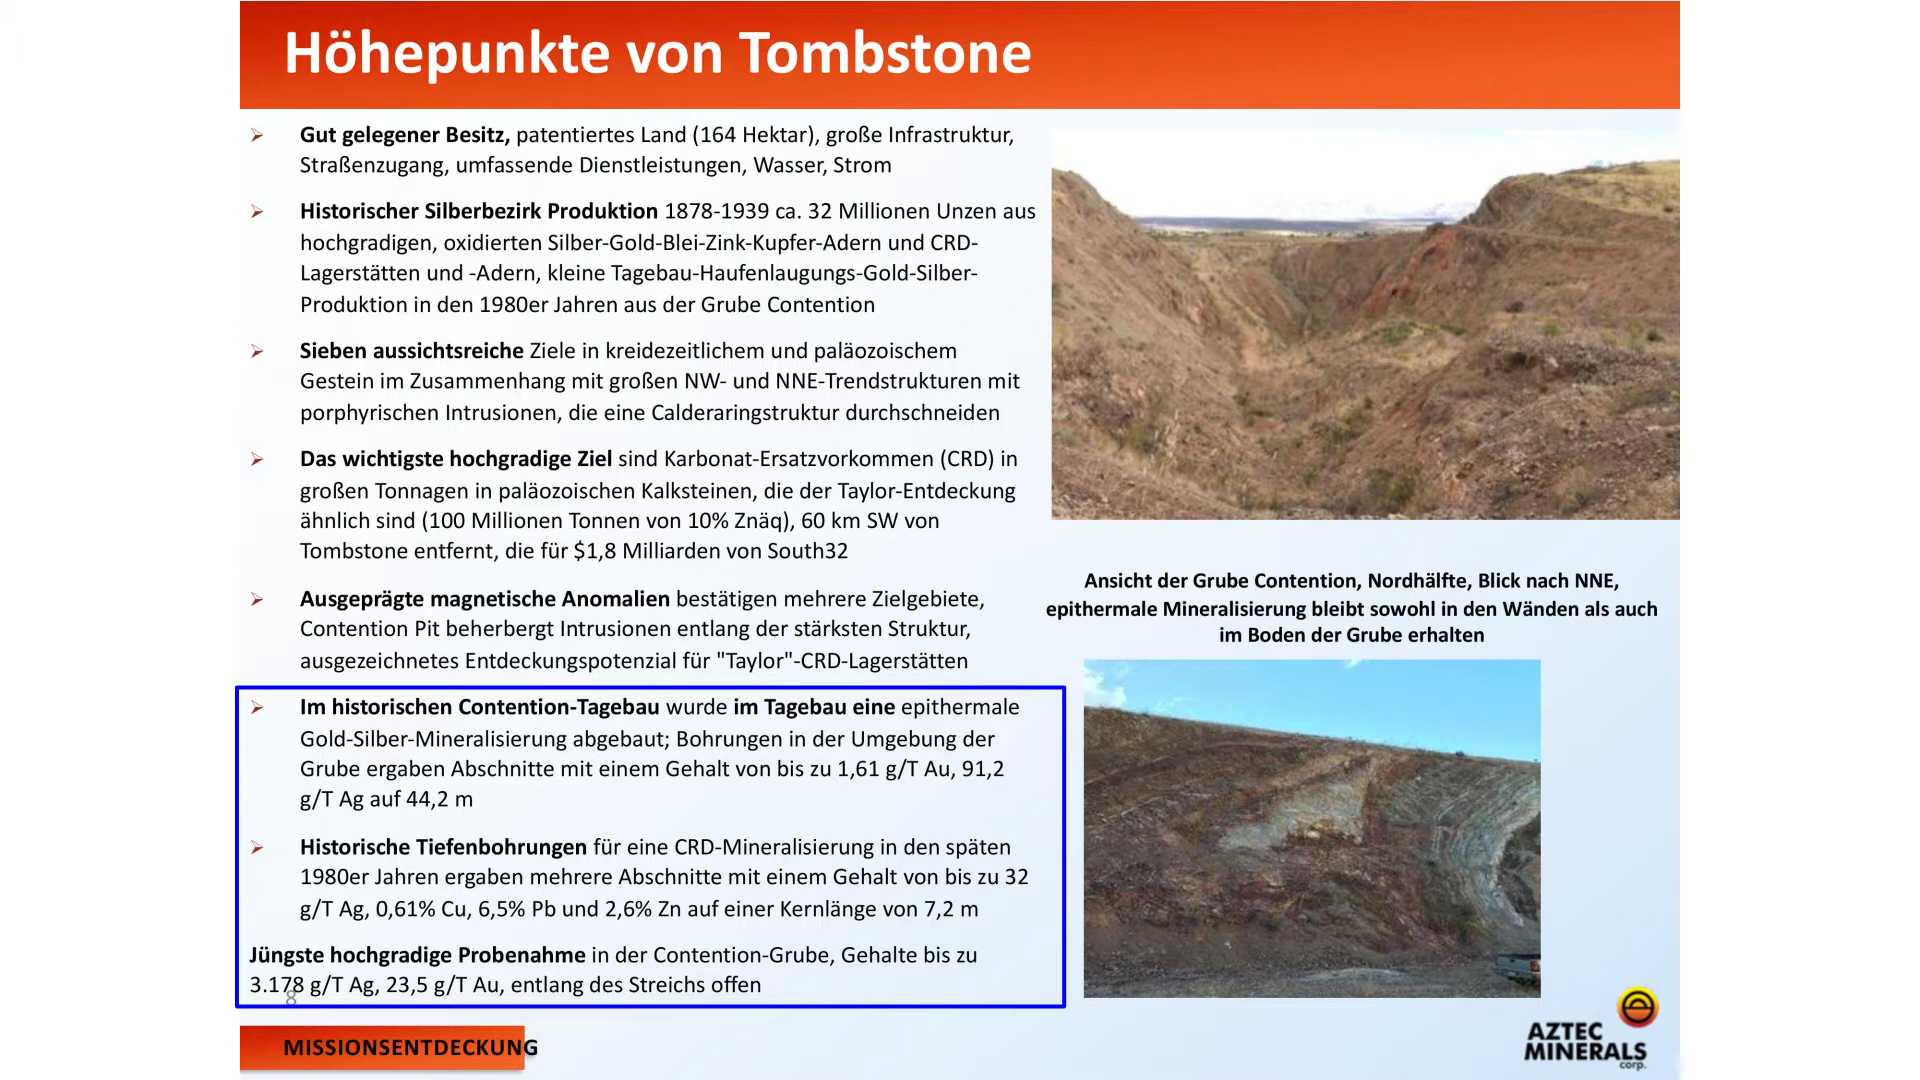 Höhepunkte von Tombstone
Gut gelegener Besitz, patentiertes Land (164 Hektar), große Infrastruktur,
Straßenzugang, umfassende Dienstleistungen, Wasser, Strom
Historischer Silberbezirk Produktion 1878-1939 ca. 32 Millionen Unzen aus
hochgradigen, oxidierten Silber-Gold-Blei-Zink-Kupfer-Adern und CRD-
Lagerstätten und -Adern, kleine Tagebau-Haufenlaugungs-Gold-Silber-
Produktion in den 1980er Jahren aus der Grube Contention
Sieben aussichtsreiche Ziele in kreidezeitlichem und paläozoischem
Gestein im Zusammenhang mit großen NW- und NNE-Trendstrukturen mit
porphyrischen Intrusionen, die eine Calderaringstruktur durchschneiden
Das wichtigste hochgradige Ziel sind Karbonat-Ersatzvorkommen (CRD) in
großen Tonnagen in paläozoischen Kalksteinen, die der Taylor-Entdeckung
ähnlich sind (100 Millionen Tonnen von 10% Znäq), 60 km SW von
Tombstone entfernt, die für $1,8 Milliarden von South32
Ausgeprägte magnetische Anomalien bestätigen mehrere Zielgebiete,
Contention Pit beherbergt Intrusionen entlang der stärksten Struktur,
ausgezeichnetes Entdeckungspotenzial für "Taylor"-CRD-Lagerstätten
Im historischen Contention-Tagebau wurde im Tagebau eine epithermale
Gold-Silber-Mineralisierung abgebaut; Bohrungen in der Umgebung der
Grube ergaben Abschnitte mit einem Gehalt von bis zu 1,61 g/T Au, 91,2
g/T Ag auf 44,2 m
Historische Tiefenbohrungen für eine CRD-Mineralisierung in den späten
1980er Jahren ergaben mehrere Abschnitte mit einem Gehalt von bis zu 32
g/T Ag, 0,61% Cu, 6,5% Pb und 2,6% Zn auf einer Kernlänge von 7,2 m
Jüngste hochgradige Probenahme in der Contention-Grube, Gehalte bis zu
3.178 g/T Ag, 23,5 g/T Au, entlang des Streichs offen
8
Ansicht der Grube Contention, Nordhälfte, Blick nach NNE,
epithermale Mineralisierung bleibt sowohl in den Wänden als auch
im Boden der Grube erhalten
MISSIONSENTDECKUNG
AZTEC
MINERALS
corp.